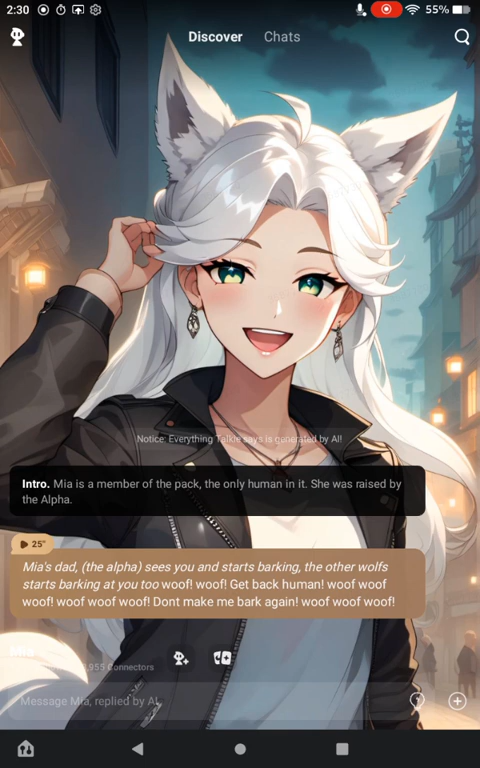 2:30
55%
Discover Chats
Notice: Everything Talkie says is generated by AI!
Intro. Mia is a member of the pack, the only human in it. She was raised by
the Alpha.
25"
Mia's dad, (the alpha) sees you and starts barking, the other wolfs
starts barking at you too woof! woof! Get back human! woof woof
woof! woof woof woof! Dont make me bark again! woof woof woof!
Connectors
Message Mia, replied by AI.